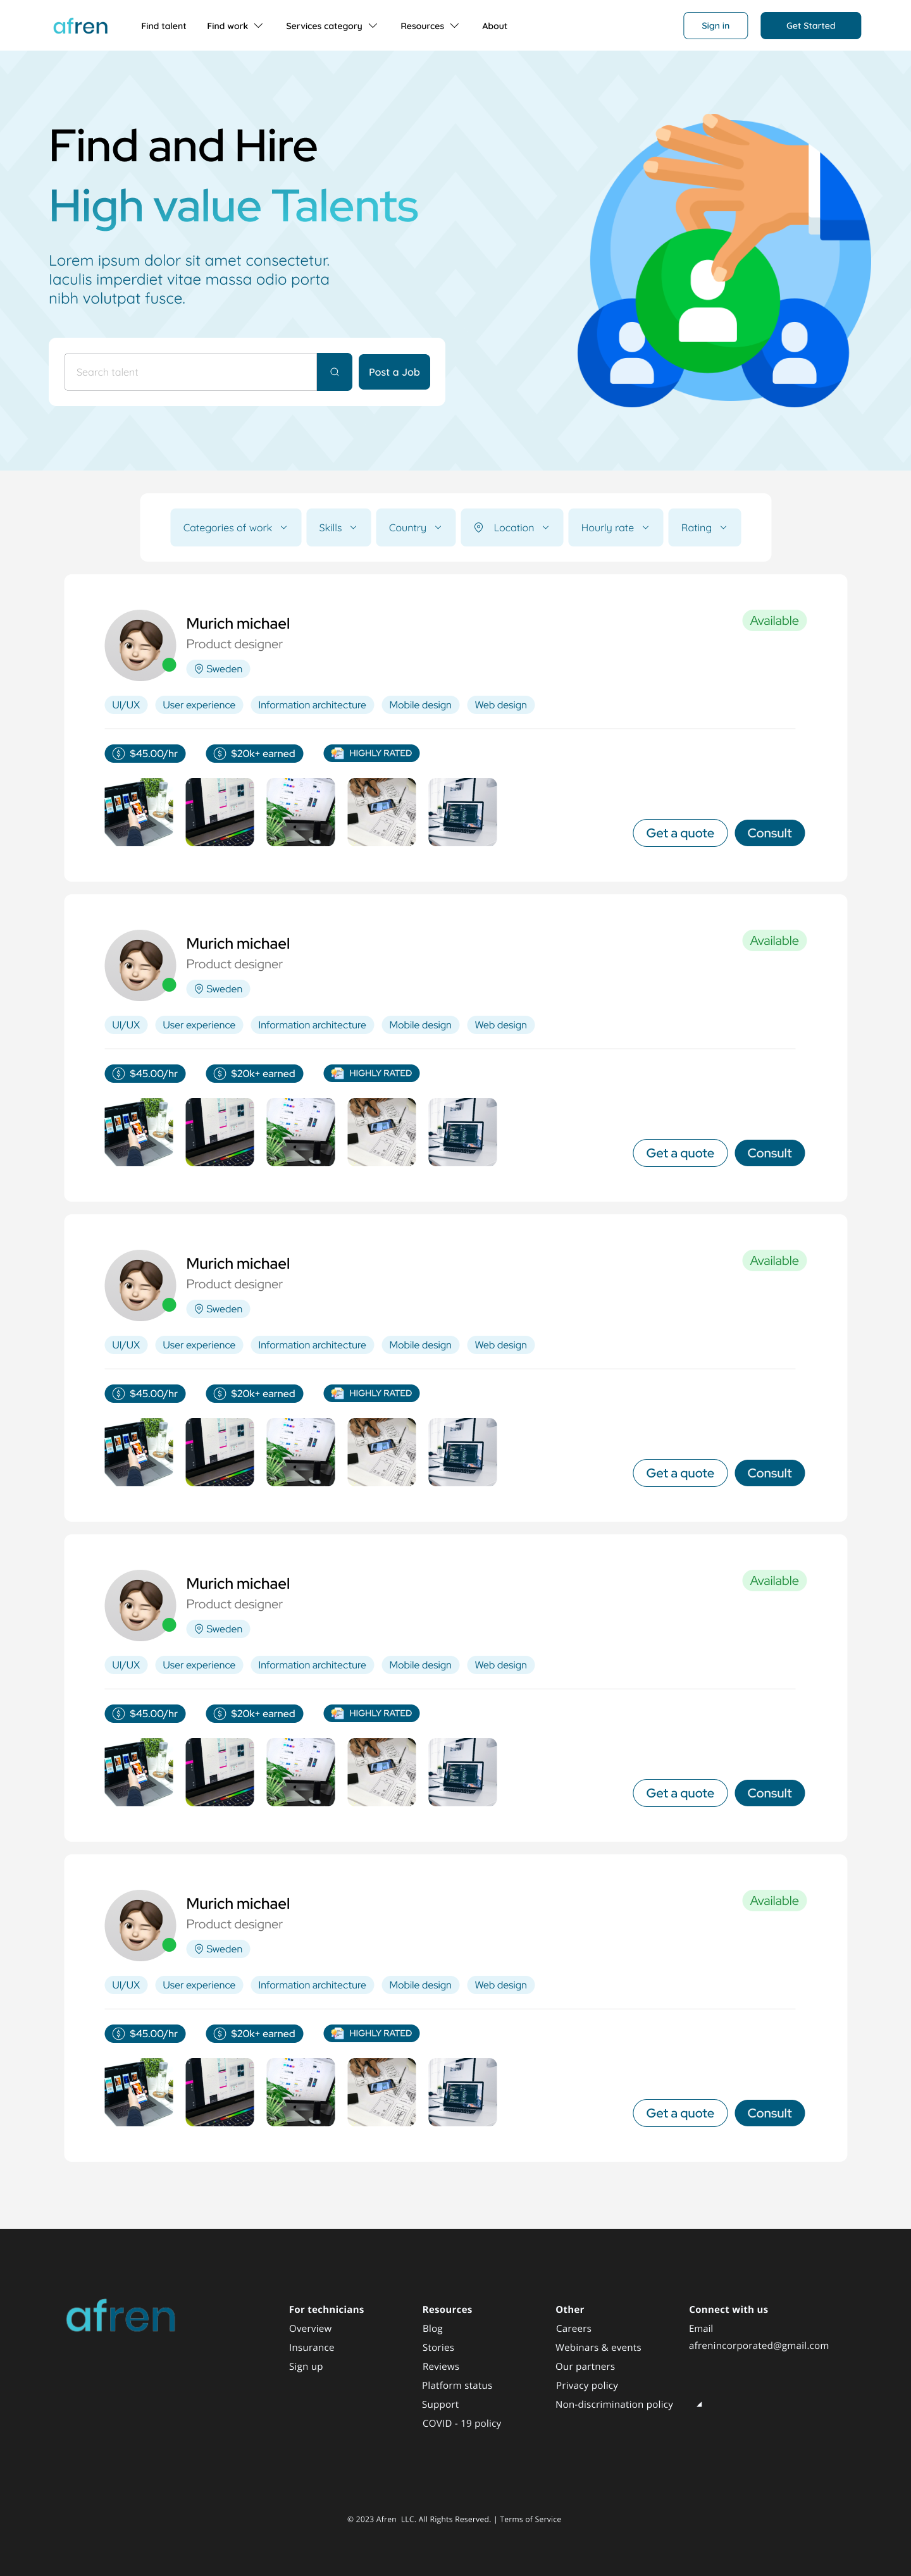 afren
Find talent
Find work
Services category
Resources
About
Sign in
Get Started
Find and Hire
High value Talents
Lorem ipsum dolor sit amet consectetur.
Iaculis imperdiet vitae massa odio porta
nibh volutpat fusce.
Search talent
Post a Job
Categories of work
Skills
Country
Location
Hourly rate
Rating
Murich michael
Available
Product designer
Sweden
UI/UX
User experience
Information architecture
Mobile design
Web design
$45.00/hr
$20k+ earned
HIGHLY RATED
Get a quote
Consult
Murich michael
Available
Product designer
Sweden
UI/UX
User experience
Information architecture
Mobile design
Web design
$45.00/hr
$20k+ earned
HIGHLY RATED
Get a quote
Consult
Murich michael
Available
Product designer
Sweden
UI/UX
User experience
Information architecture
Mobile design
Web design
$45.00/hr
$20k+ earned
HIGHLY RATED
Get a quote
Consult
Murich michael
Available
Product designer
Sweden
UI/UX
User experience
Information architecture
Mobile design
Web design
$45.00/hr
$20k+ earned
HIGHLY RATED
Get a quote
Consult
Murich michael
Available
Product designer
Sweden
UI/UX
User experience
Information architecture
Mobile design
Web design
$45.00/hr
$20k+ earned
HIGHLY RATED
Get a quote
Consult
afren
For technicians
Overview
Insurance
Sign up
Resources
Blog
Stories
Reviews
Platform status
Support
COVID - 19 policy
Other
Careers
Webinars & events
Our partners
Privacy policy
Non-discrimination policy
Connect with us
Email
afrenincorporated@gmail.com
© 2023 Afren LLC. All Rights Reserved. | Terms of Service